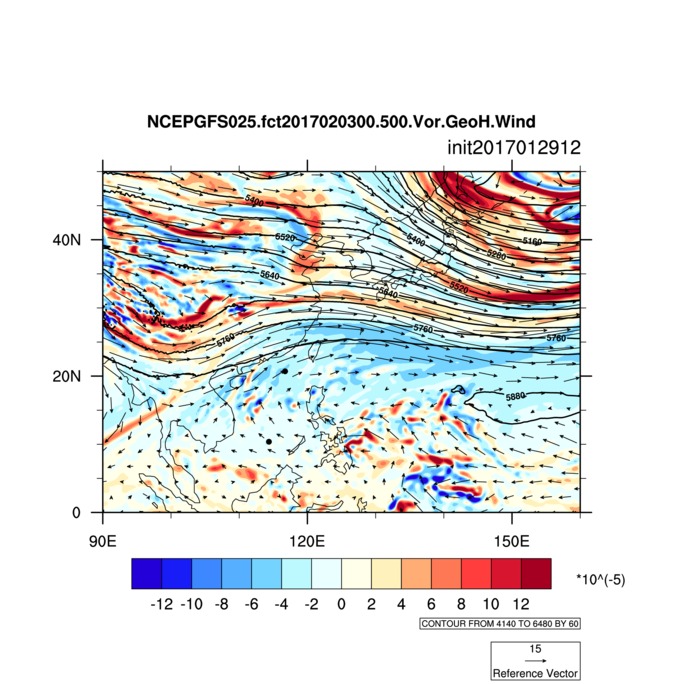 NCEPGFS025.fct2017020300.500.Vor.GeoH.Wind
init2017012912
40N
20N
0
90E 120E 150E
5400
5520
5640
5760
5400
5160
5280
5520
5640
5760
5760
5880
-12 -10 -8 -6 -4 -2 0 2 4 6 8 10 12
*10^(-5)
CONTOUR FROM 4140 TO 6480 BY 60
15
Reference Vector